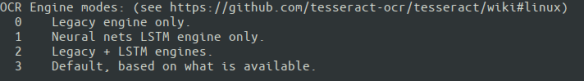 OCR Engine modes: (see https://github.com/tesseract-ocr/tesseract/wiki#linux)
0 Legacy engine only.
1 Neural nets LSTM engine only.
2 Legacy + LSTM engines.
3 Default, based on what is available.